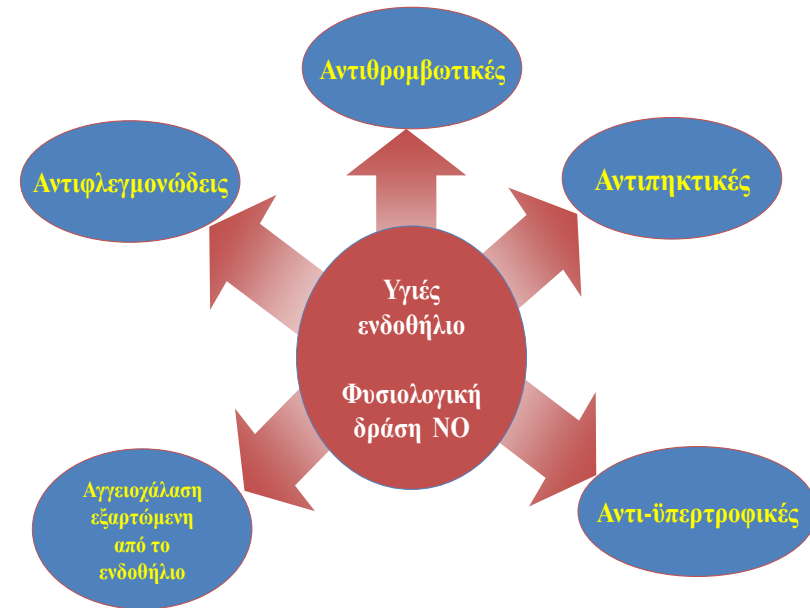 Αντιθρομβωτικές
Αντιφλεγμονώδεις
Αντιπηκτικές
Υγιές
ενδοθήλιο
Φυσιολογική
δράση NO
Αγγειοχάλαση
εξαρτώμενη
από το
ενδοθήλιο
Αντι-ϋπερτροφικές